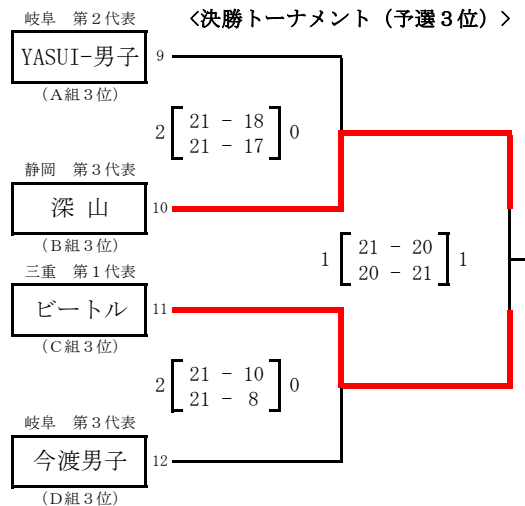 岐阜 第２代表
<決勝トーナメント（予選３位）>
YASUI-男子
9
（Ａ組３位）
2 21 - 18 0
21 - 17
静岡 第３代表
深 山
10
（Ｂ組３位）
1 21 - 20 1
20 - 21
三重 第１代表
ビートル
11
（Ｃ組３位）
2 21 - 10 0
21 - 8
岐阜 第３代表
今渡男子
12
（Ｄ組３位）